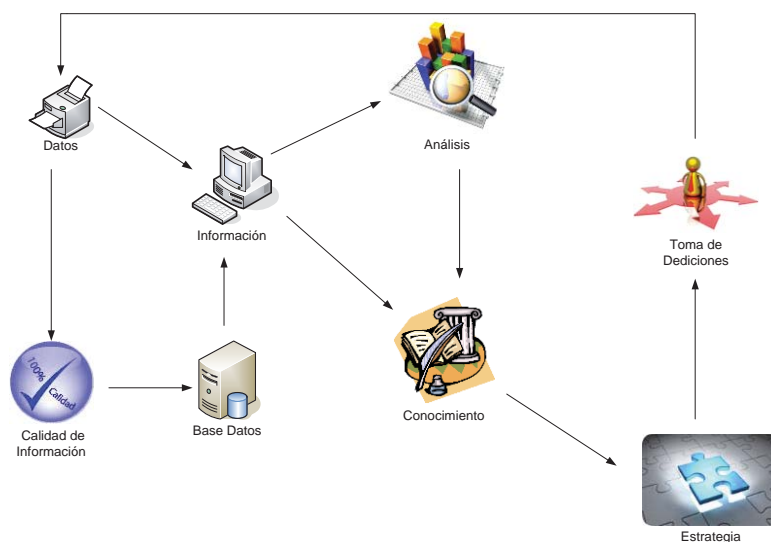 Datos
Análisis
Información
Toma de
Dediciones
100%
Calidad
Calidad de
Información
Base Datos
Conocimiento
Estrategia